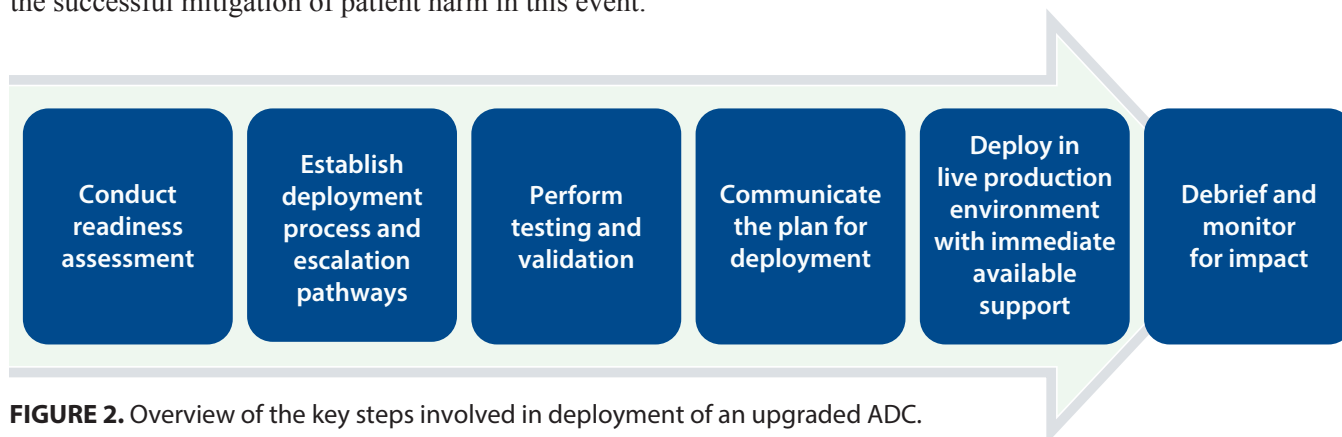 the successful mitigation of patient harm in this event.
Conduct
readiness
assessment
Establish
deployment
process and
escalation
pathways
Perform
testing and
validation
Communicate
the plan for
deployment
Deploy in
live production
environment
with immediate
available
support
Debrief and
monitor
for impact
FIGURE 2. Overview of the key steps involved in deployment of an upgraded ADC.